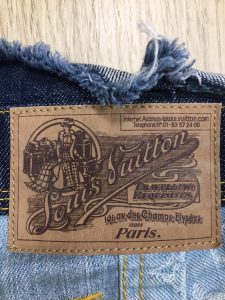 Internet Address www.vuitton.com
Telephone N° 01-53 57 24 00
Louis Vuitton
TRAVELLING
REQUISITES.
av. des Champs-Elysées
Paris.